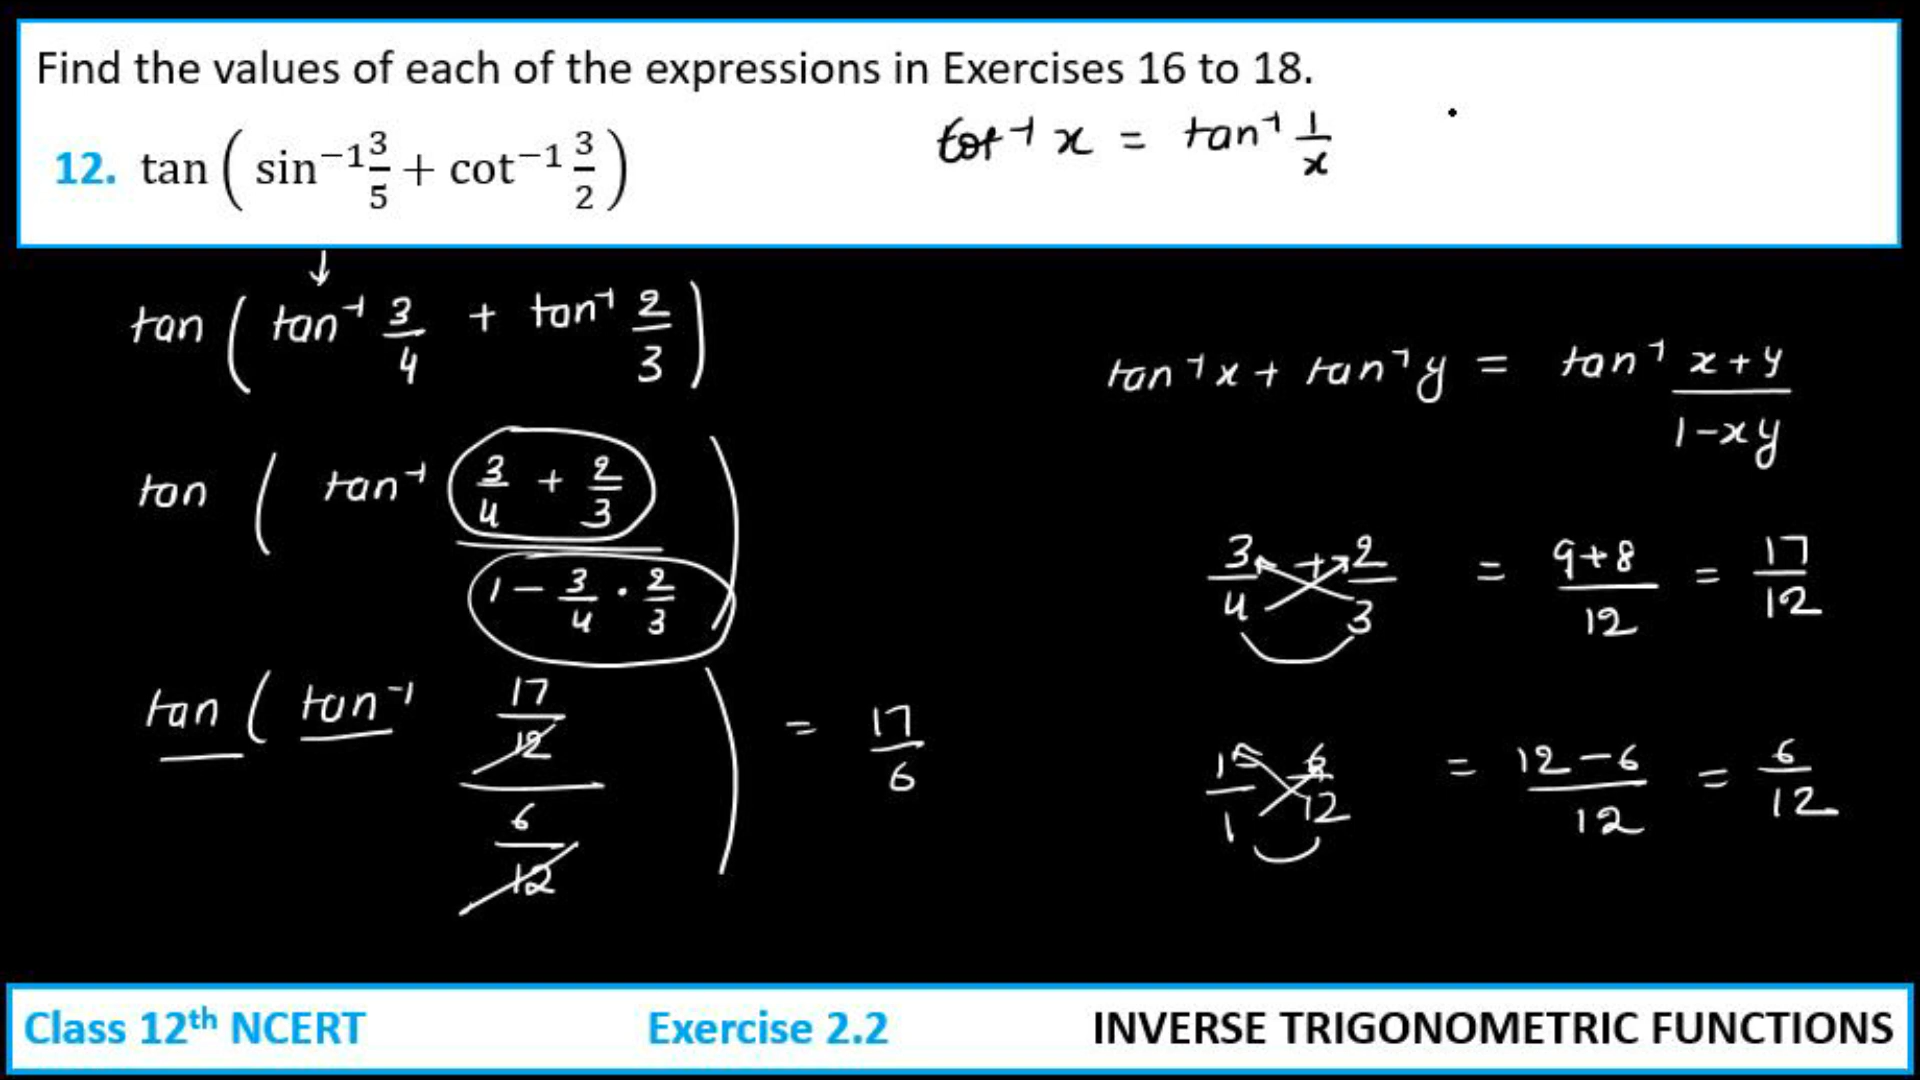 Find the values of each of the expressions in Exercises 16 to 18.
12. tan ( sin⁻¹ 3/5 + cot⁻¹ 3/2 )
cot⁻¹ x = tan⁻¹ 1/x
tan ( tan⁻¹ 3/4 + tan⁻¹ 2/3 )
tan ( tan⁻¹ (3/4 + 2/3)/(1 − 3/4 · 2/3) )
tan ( tan⁻¹ (17/12)/(6/12) ) = 17/6
tan⁻¹x + tan⁻¹y = tan⁻¹ (x + y)/(1 − xy)
3/4 + 2/3 = (9+8)/12 = 17/12
1/1 − 6/12 = (12 − 6)/12 = 6/12
Class 12th NCERT
Exercise 2.2
INVERSE TRIGONOMETRIC FUNCTIONS